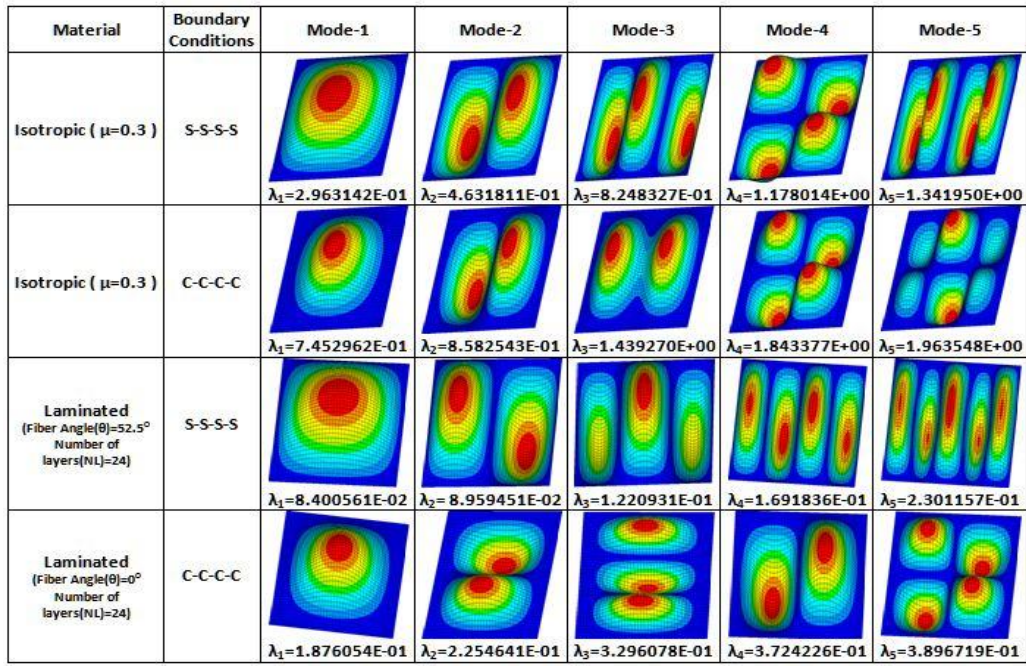 Material
Boundary
Conditions
Mode-1
Mode-2
Mode-3
Mode-4
Mode-5
Isotropic ( μ=0.3 )
S-S-S-S
λ₁=2.963142E-01
λ₂=4.631811E-01
λ₃=8.248327E-01
λ₄=1.178014E+00
λ₅=1.341950E+00
Isotropic ( μ=0.3 )
C-C-C-C
λ₁=7.452962E-01
λ₂=8.582543E-01
λ₃=1.439270E+00
λ₄=1.843377E+00
λ₅=1.963548E+00
Laminated
(Fiber Angle(θ)=52.5°
Number of
layers(NL)=24)
S-S-S-S
λ₁=8.400561E-02
λ₂=8.959451E-02
λ₃=1.220931E-01
λ₄=1.691836E-01
λ₅=2.301157E-01
Laminated
(Fiber Angle(θ)=0°
Number of
layers(NL)=24)
C-C-C-C
λ₁=1.876054E-01
λ₂=2.254641E-01
λ₃=3.296078E-01
λ₄=3.724226E-01
λ₅=3.896719E-01